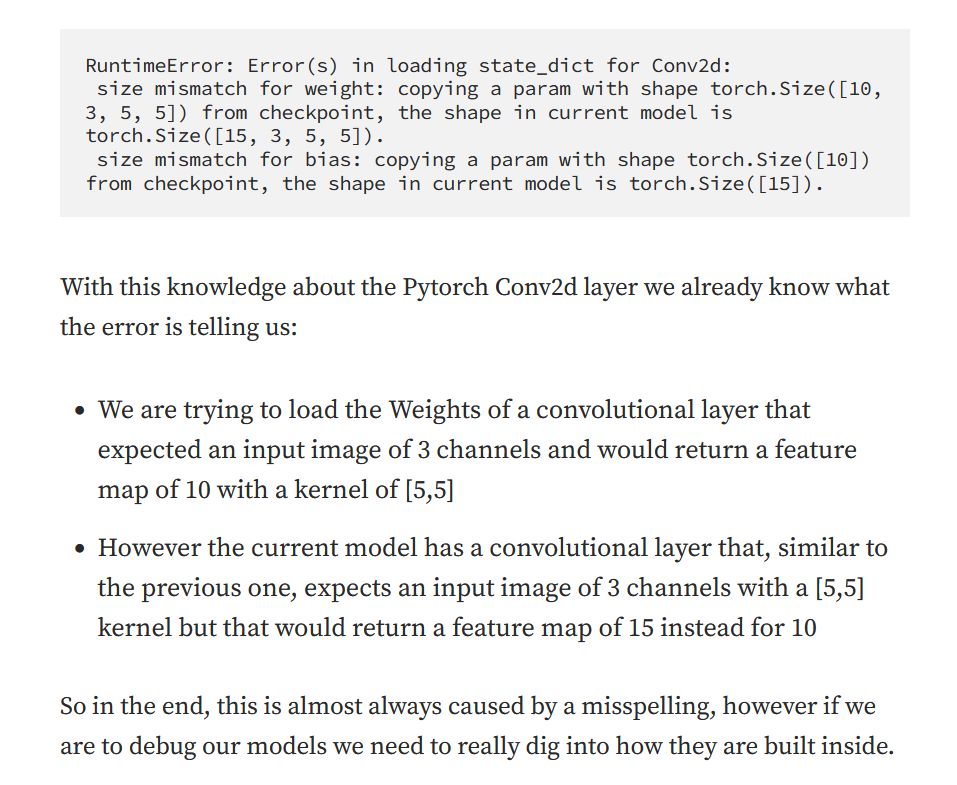 RuntimeError: Error(s) in loading state_dict for Conv2d:
size mismatch for weight: copying a param with shape torch.Size([10,
3, 5, 5]) from checkpoint, the shape in current model is
torch.Size([15, 3, 5, 5]).
size mismatch for bias: copying a param with shape torch.Size([10])
from checkpoint, the shape in current model is torch.Size([15]).
With this knowledge about the Pytorch Conv2d layer we already know what
the error is telling us:
• We are trying to load the Weights of a convolutional layer that
expected an input image of 3 channels and would return a feature
map of 10 with a kernel of [5,5]
• However the current model has a convolutional layer that, similar to
the previous one, expects an input image of 3 channels with a [5,5]
kernel but that would return a feature map of 15 instead for 10
So in the end, this is almost always caused by a misspelling, however if we
are to debug our models we need to really dig into how they are built inside.